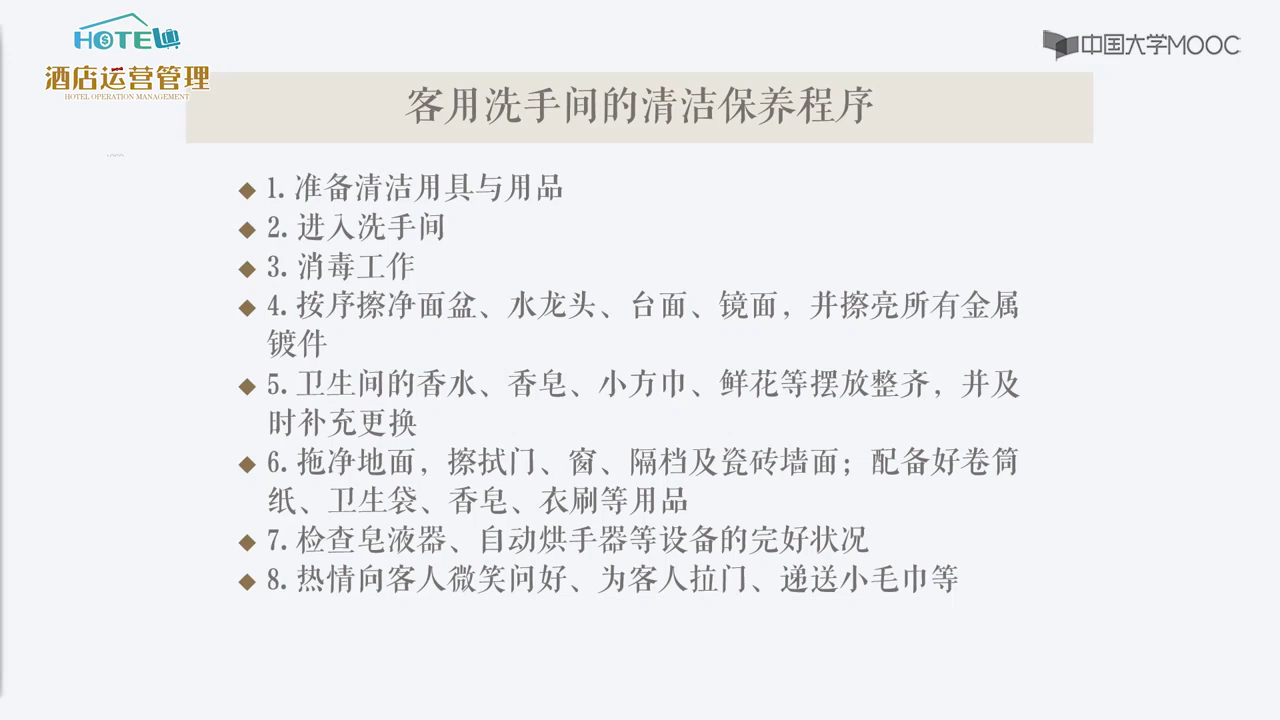 HOTEL
酒店运营管理
HOTEL OPERATION MANAGEMENT
中国大学MOOC
客用洗手间的清洁保养程序
◆ 1. 准备清洁用具与用品
◆ 2. 进入洗手间
◆ 3. 消毒工作
◆ 4. 按序擦净面盆、水龙头、台面、镜面，并擦亮所有金属
镀件
◆ 5. 卫生间的香水、香皂、小方巾、鲜花等摆放整齐，并及
时补充更换
◆ 6. 拖净地面，擦拭门、窗、隔档及瓷砖墙面；配备好卷筒
纸、卫生袋、香皂、衣刷等用品
◆ 7. 检查皂液器、自动烘手器等设备的完好状况
◆ 8. 热情向客人微笑问好、为客人拉门、递送小毛巾等